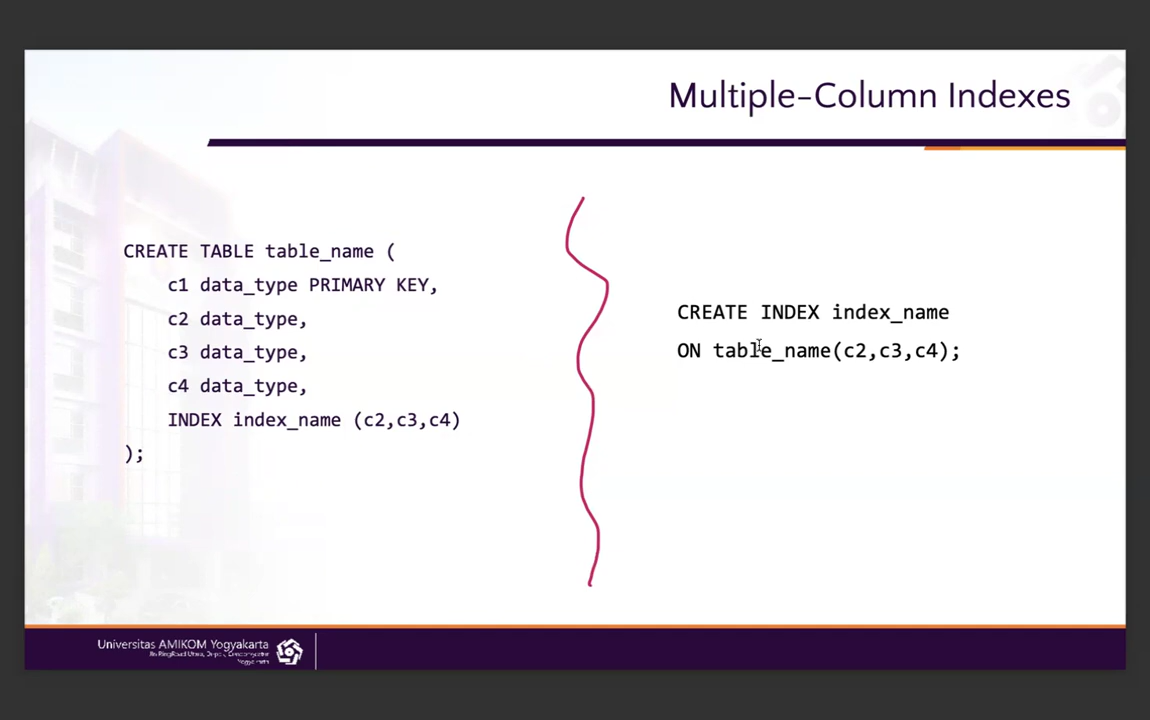 Multiple-Column Indexes
CREATE TABLE table_name (
c1 data_type PRIMARY KEY,
c2 data_type,
c3 data_type,
c4 data_type,
INDEX index_name (c2,c3,c4)
);
CREATE INDEX index_name
ON table_name(c2,c3,c4);
Universitas AMIKOM Yogyakarta
Yogyakarta